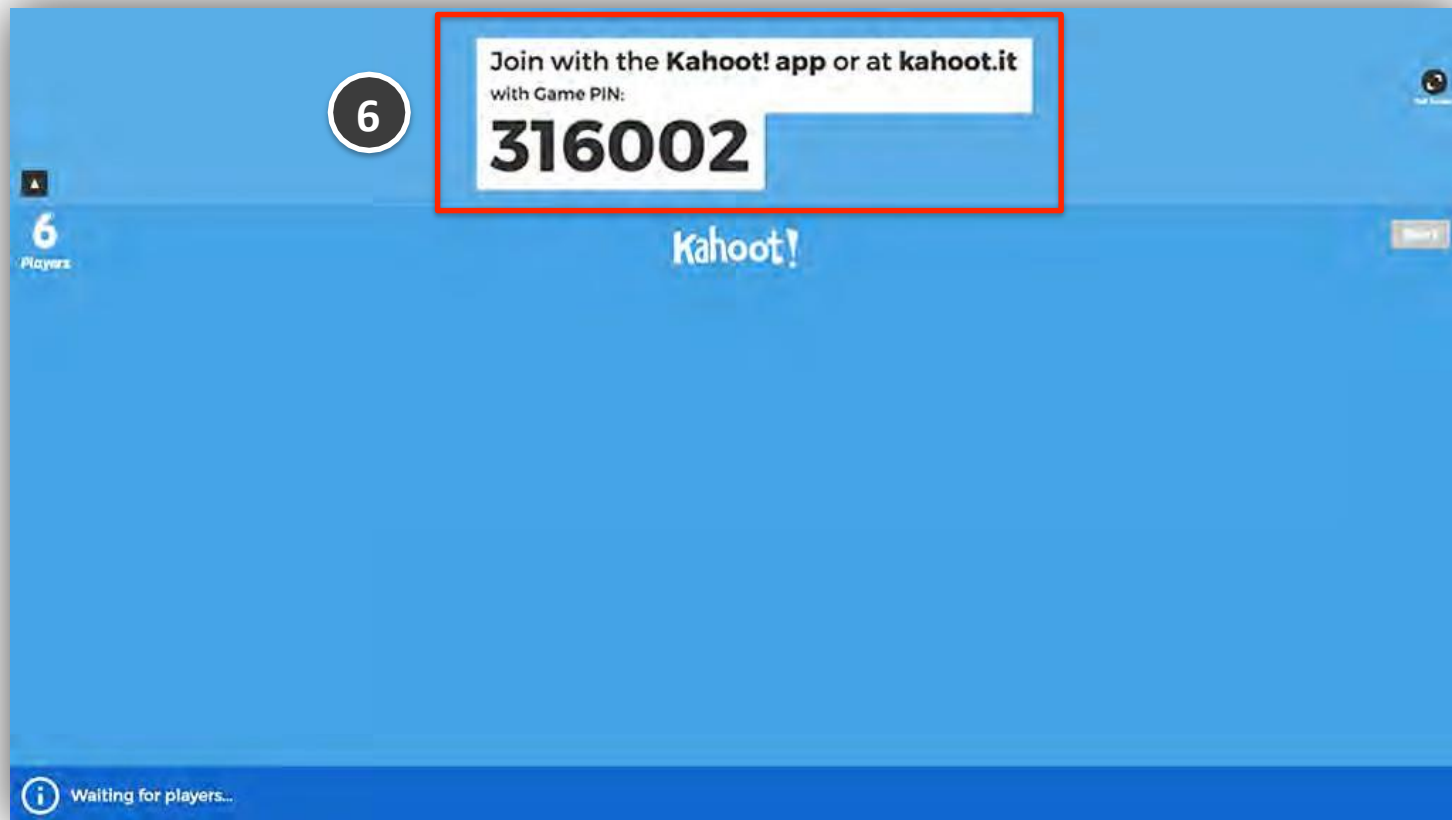 Join with the Kahoot! app or at kahoot.it
with Game PIN:
316002
6
6
Players
Kahoot!
Start
Waiting for players...